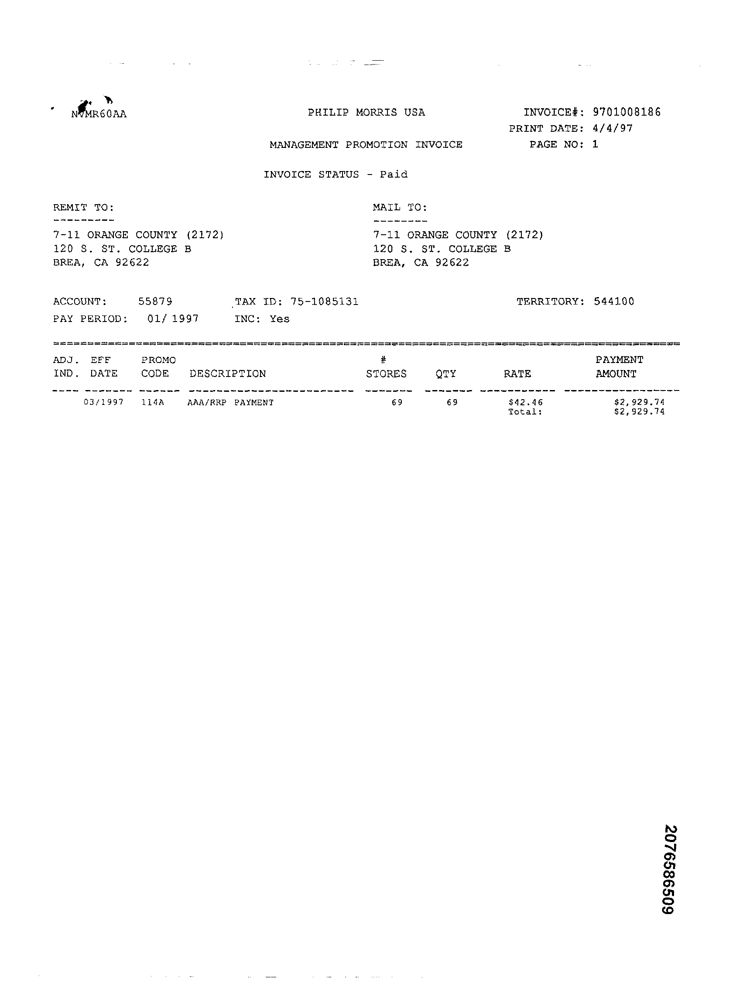 NVMR60AA PHILIP MORRIS USA INVOICE#: 9701008186
PRINT DATE: 4/4/97
MANAGEMENT PROMOTION INVOICE PAGE NO: 1
INVOICE STATUS - Paid
REMIT TO: MAIL TO:
--------- --------
7-11 ORANGE COUNTY (2172) 7-11 ORANGE COUNTY (2172)
120 S. ST. COLLEGE B 120 S. ST. COLLEGE B
BREA, CA 92622 BREA, CA 92622
ACCOUNT: 55879 TAX ID: 75-1085131 TERRITORY: 544100
PAY PERIOD: 01/ 1997 INC: Yes
ADJ. EFF PROMO # PAYMENT
IND. DATE CODE DESCRIPTION STORES QTY RATE AMOUNT
03/1997 114A AAA/RRP PAYMENT 69 69 $42.46 $2,929.74
Total: $2,929.74
2076586509